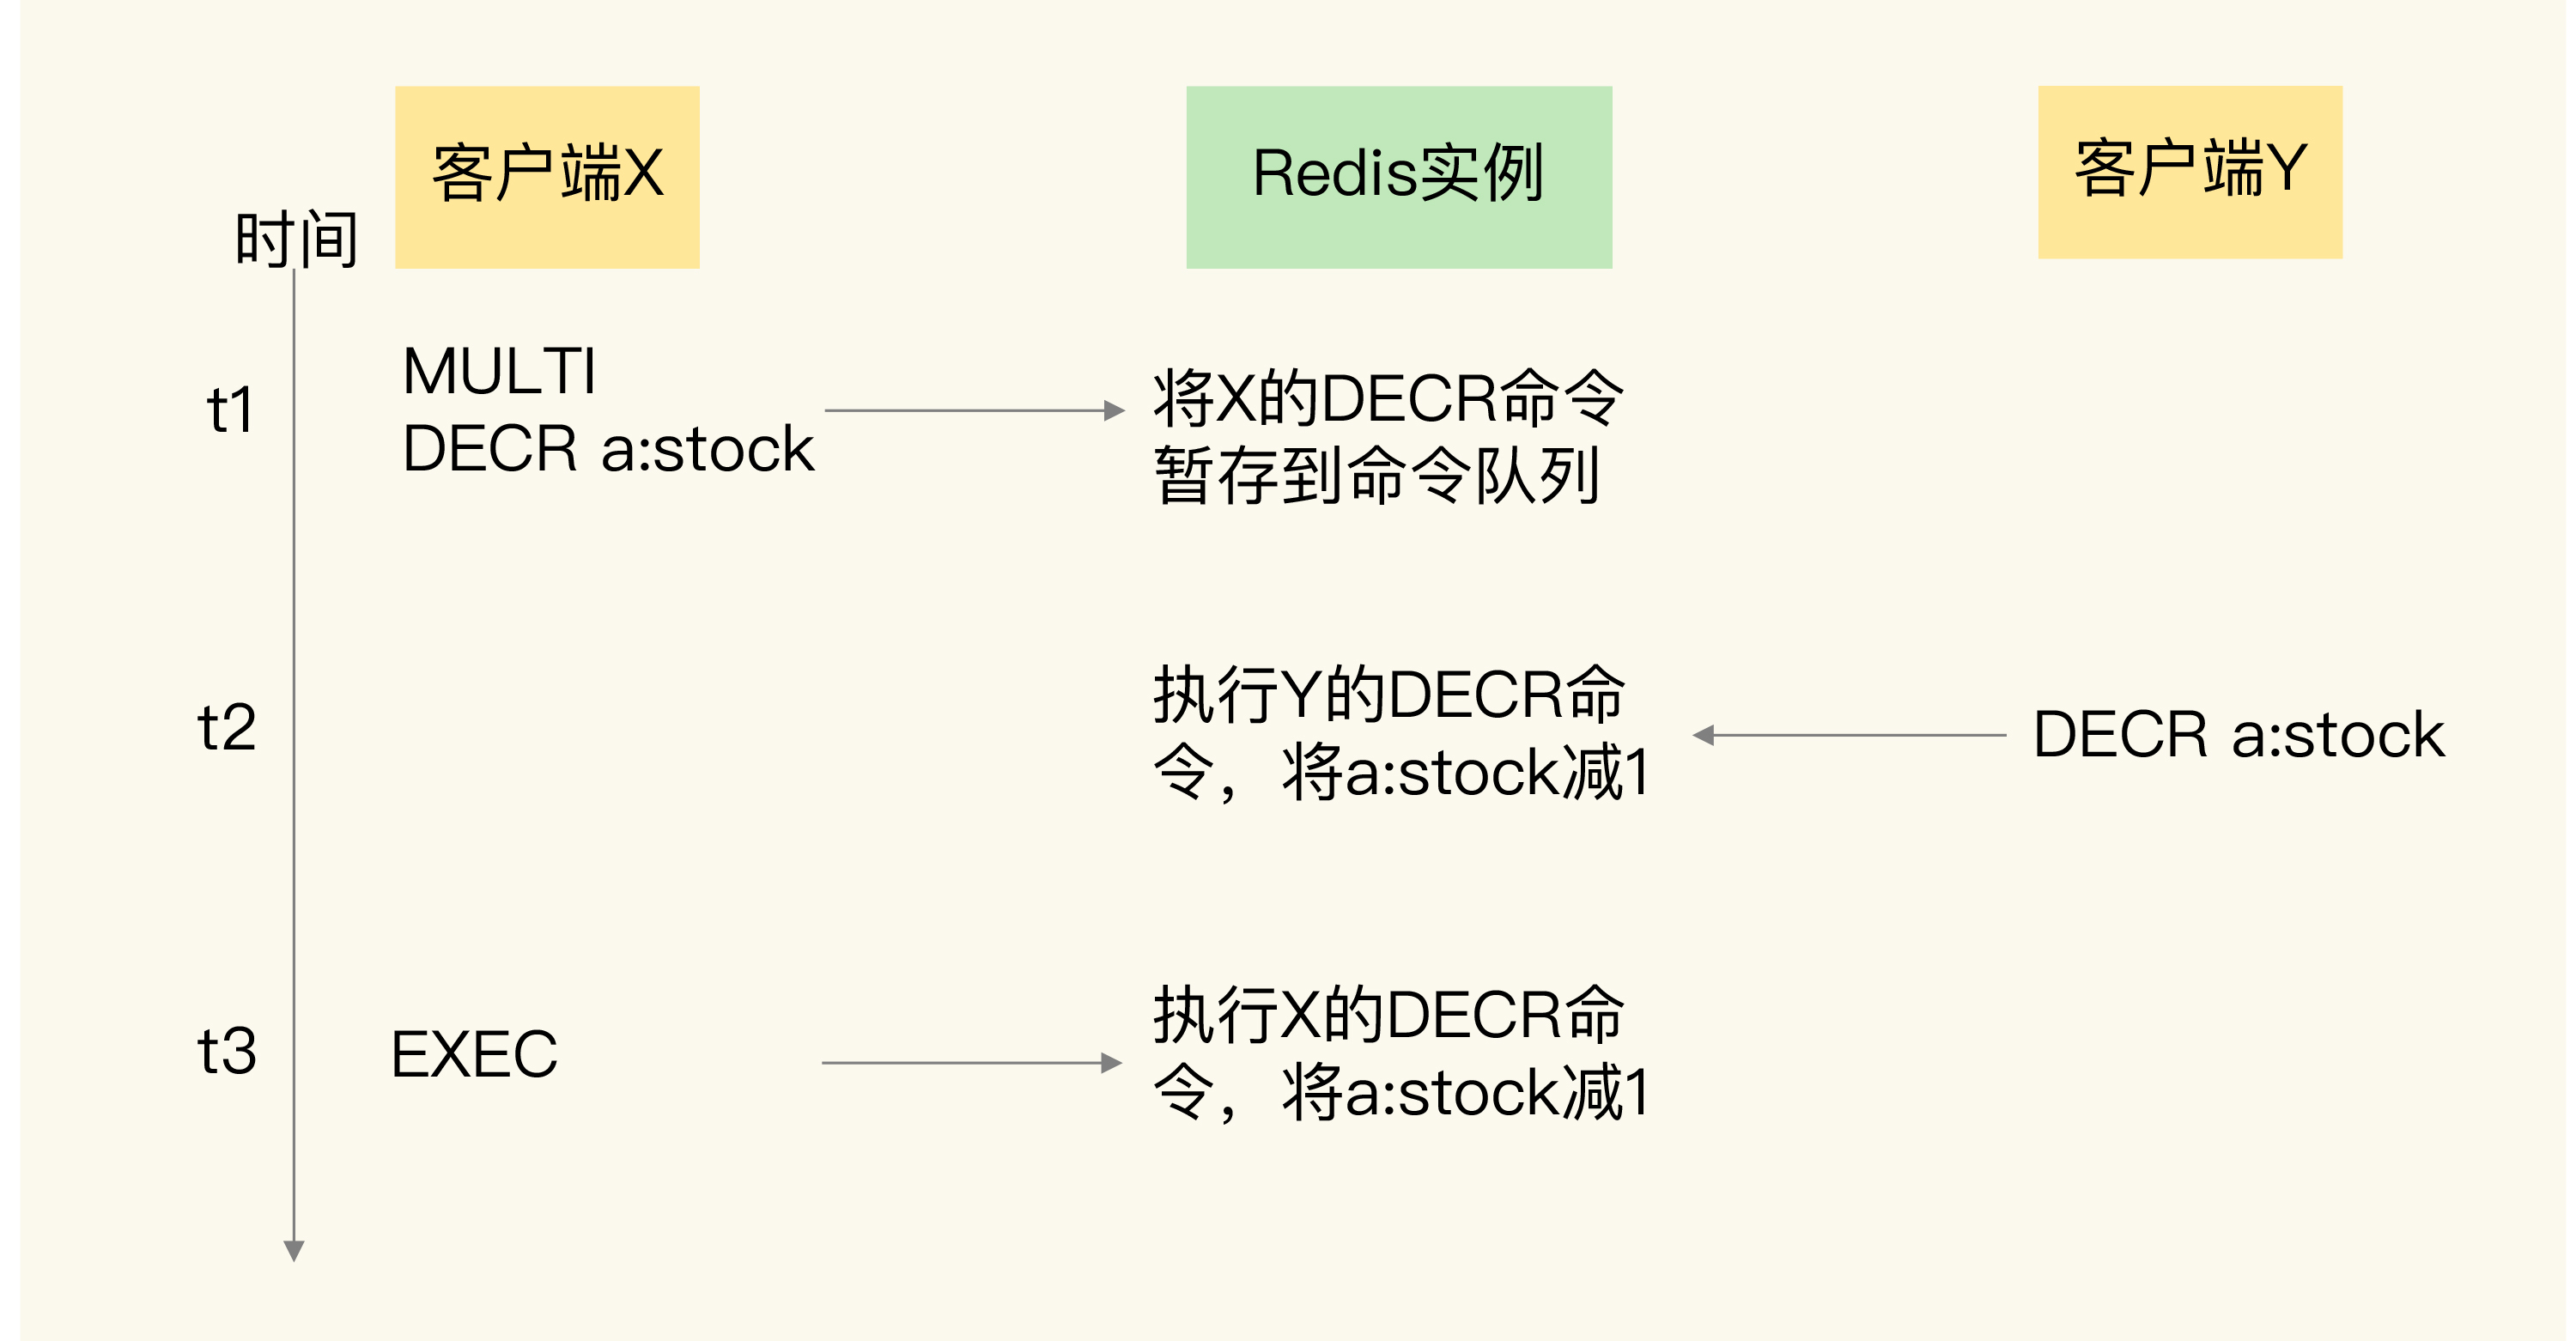 客户端X
Redis实例
客户端Y
时间
t1
MULTI
DECR a:stock
将X的DECR命令
暂存到命令队列
t2
执行Y的DECR命
令，将a:stock减1
DECR a:stock
t3
EXEC
执行X的DECR命
令，将a:stock减1